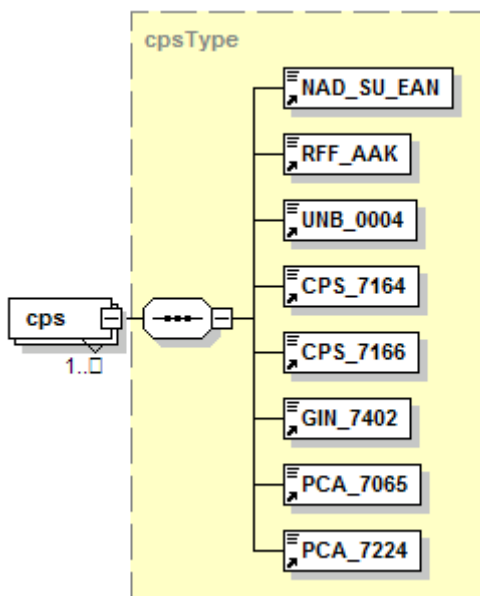 cpsType
NAD_SU_EAN
RFF_AAK
UNB_0004
CPS_7164
cps
CPS_7166
1..□
GIN_7402
PCA_7065
PCA_7224